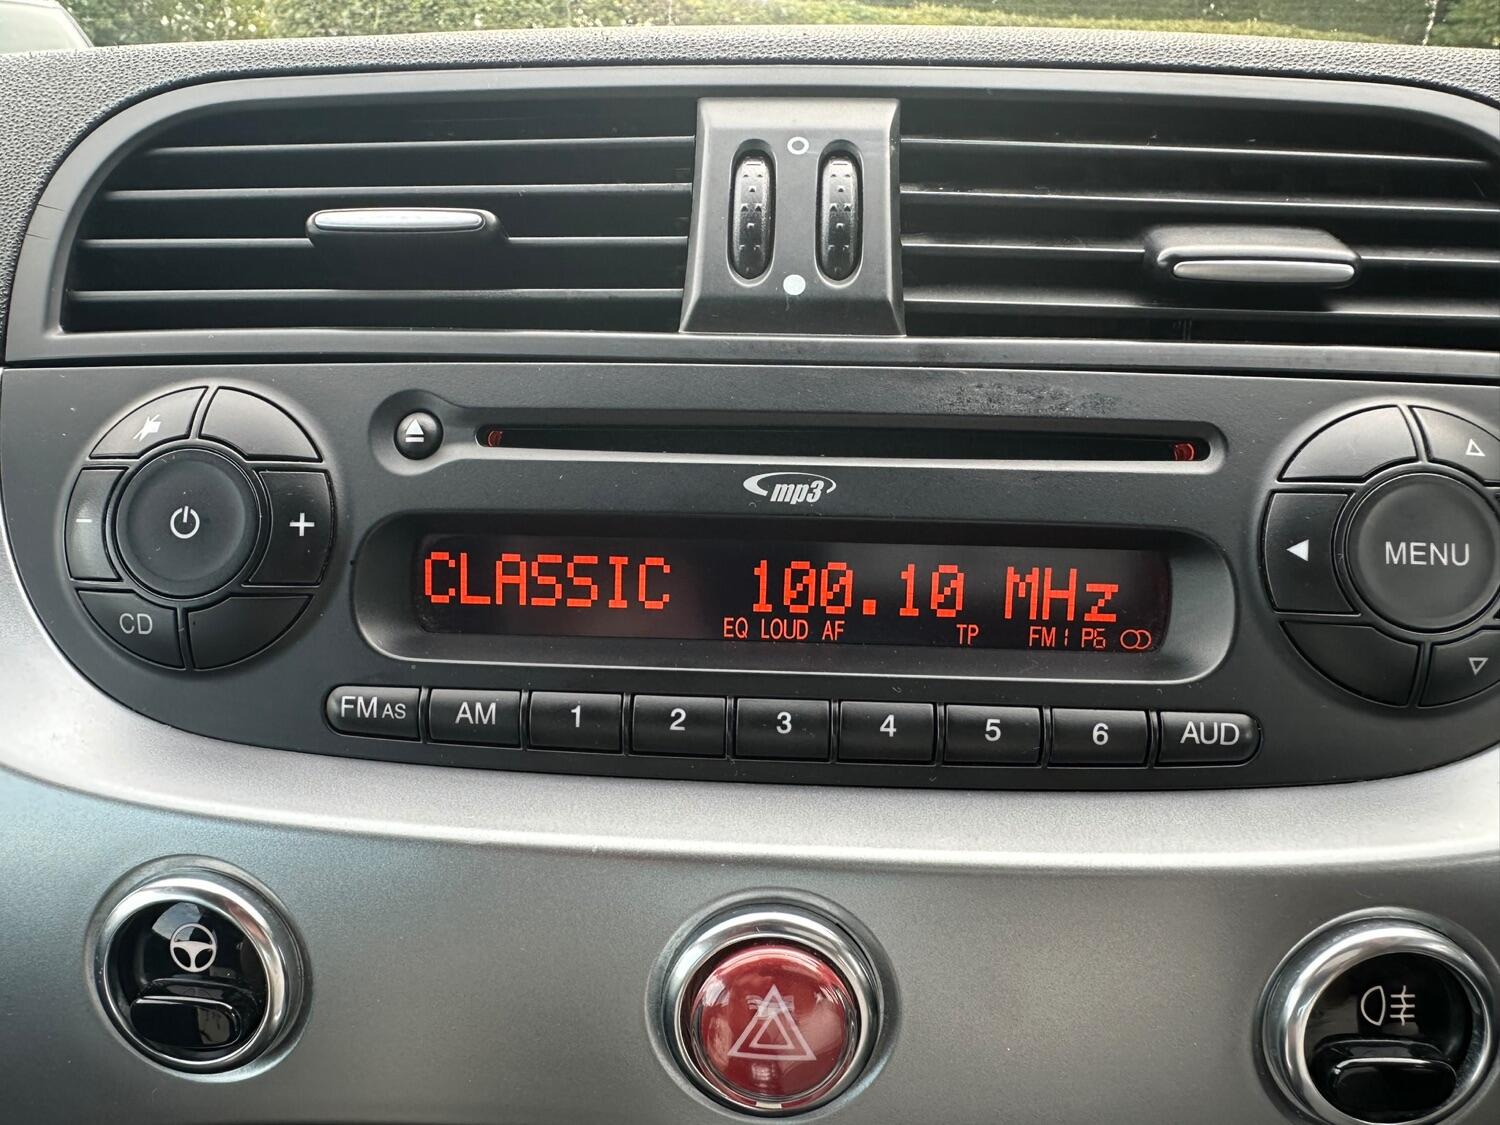 mp3
CLASSIC 100.10 MHz
EQ LOUD AF TP FM1 P6
CD
MENU
FM AS AM 1 2 3 4 5 6 AUD